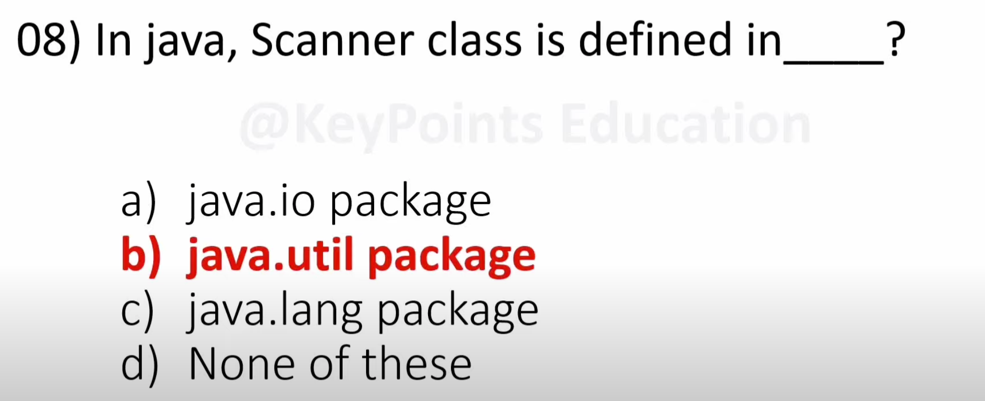 08) In java, Scanner class is defined in____?
@KeyPoints Education
a) java.io package
b) java.util package
c) java.lang package
d) None of these